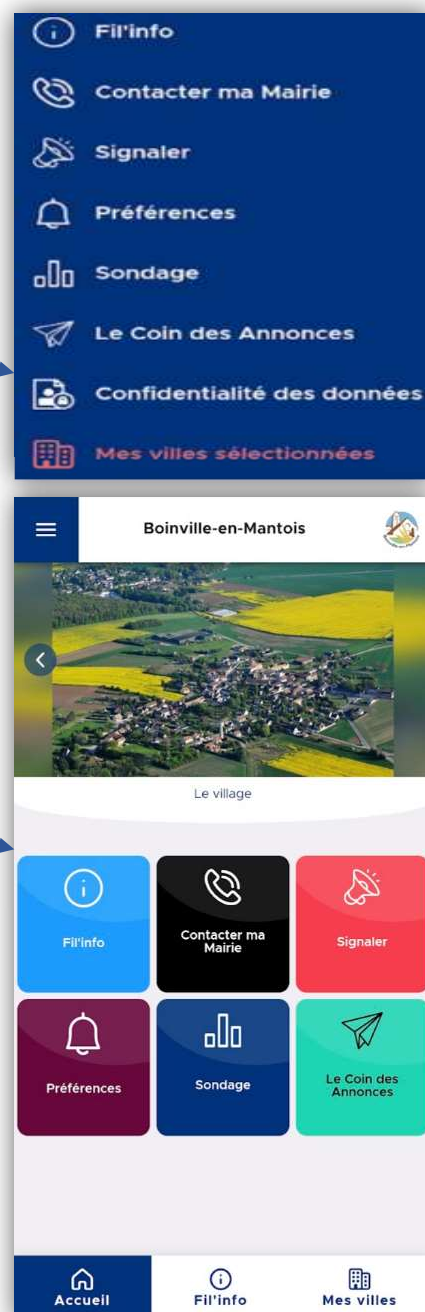 Fil'info
Contacter ma Mairie
Signaler
Préférences
Sondage
Le Coin des Annonces
Confidentialité des données
Mes villes sélectionnées
Boinville-en-Mantois
Le village
Fil'info
Contacter ma
Mairie
Signaler
Préférences
Sondage
Le Coin des
Annonces
Accueil
Fil'info
Mes villes